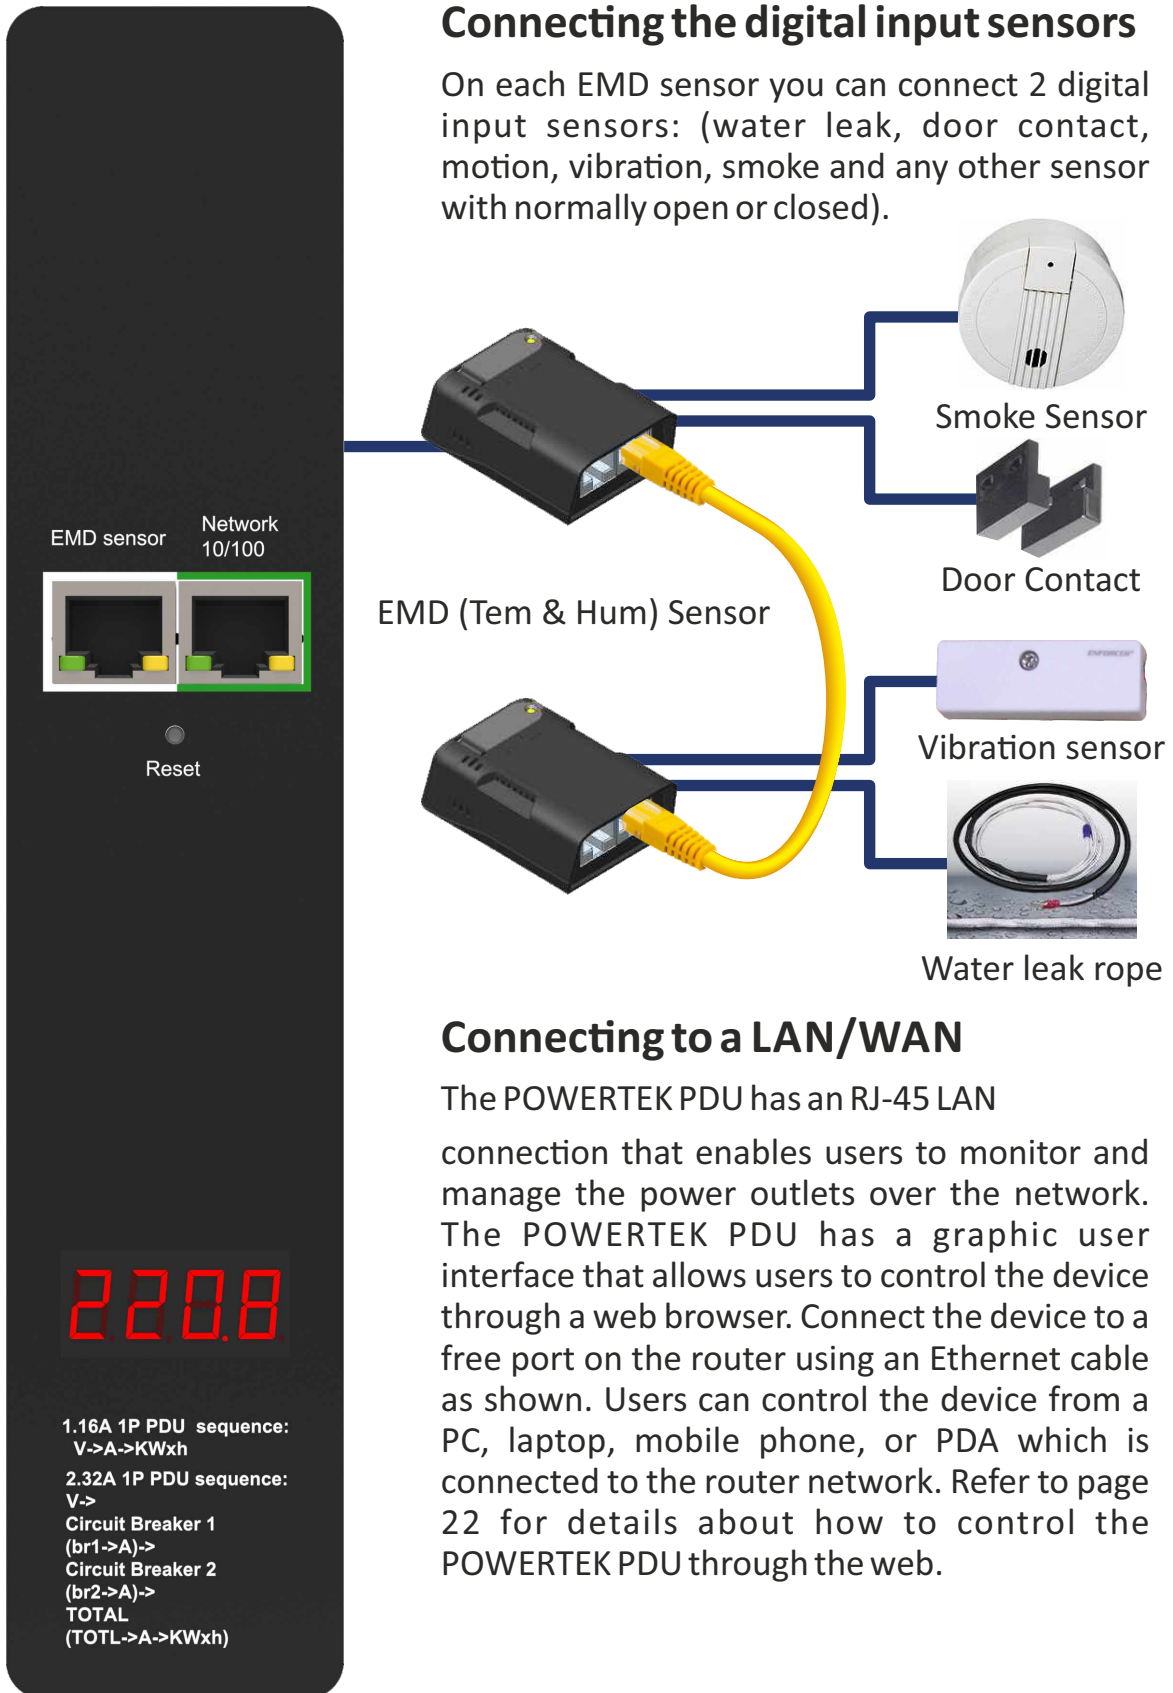 Connecting the digital input sensors
On each EMD sensor you can connect 2 digital
input sensors: (water leak, door contact,
motion, vibration, smoke and any other sensor
with normally open or closed).
Smoke Sensor
Door Contact
EMD sensor
Network
10/100
EMD (Tem & Hum) Sensor
ENFORCER
Vibration sensor
Reset
Water leak rope
Connecting to a LAN/WAN
The POWERTEK PDU has an RJ-45 LAN
connection that enables users to monitor and
manage the power outlets over the network.
The POWERTEK PDU has a graphic user
interface that allows users to control the device
through a web browser. Connect the device to a
free port on the router using an Ethernet cable
as shown. Users can control the device from a
PC, laptop, mobile phone, or PDA which is
connected to the router network. Refer to page
22 for details about how to control the
POWERTEK PDU through the web.
220.8
1.16A 1P PDU sequence:
V->A->KWxh
2.32A 1P PDU sequence:
V->
Circuit Breaker 1
(br1->A)->
Circuit Breaker 2
(br2->A)->
TOTAL
(TOTL->A->KWxh)